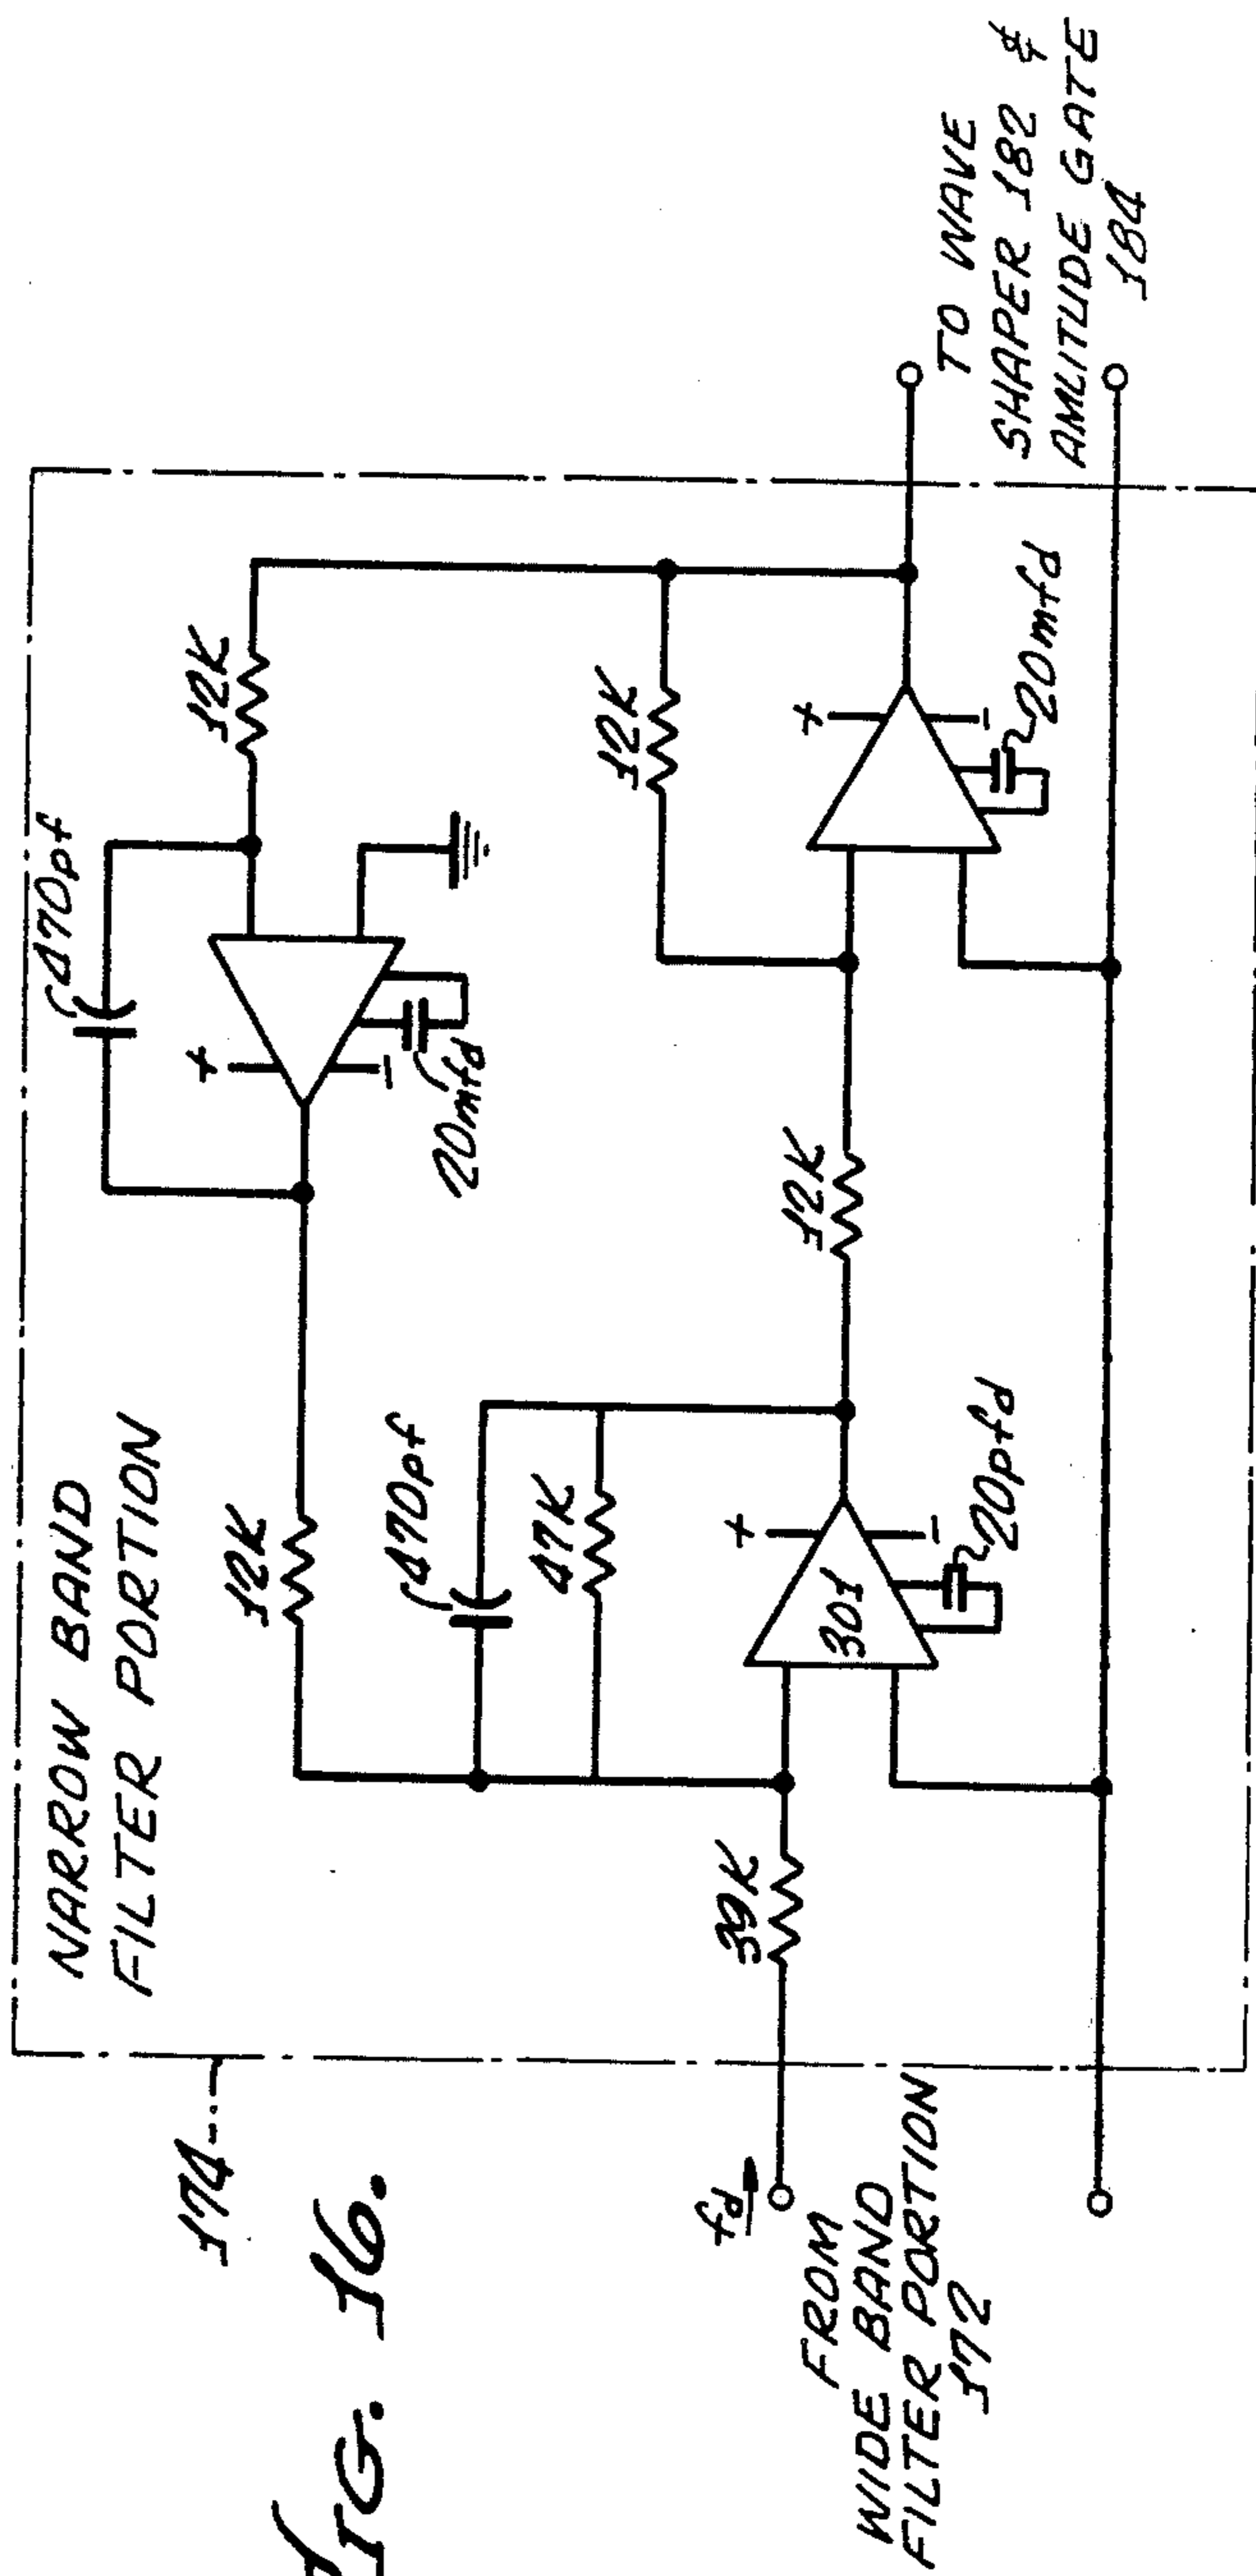 NARROW BAND
FILTER PORTION
174
FIG. 16.
470pf
12K
+
-
20mfd
12K
470pf
47K
12K
12K
+
-
20mfd
39K
301
+
-
20pfd
fd
FROM
WIDE BAND
FILTER PORTION
172
TO WAVE
SHAPER 182 &
AMLITUDE GATE
184